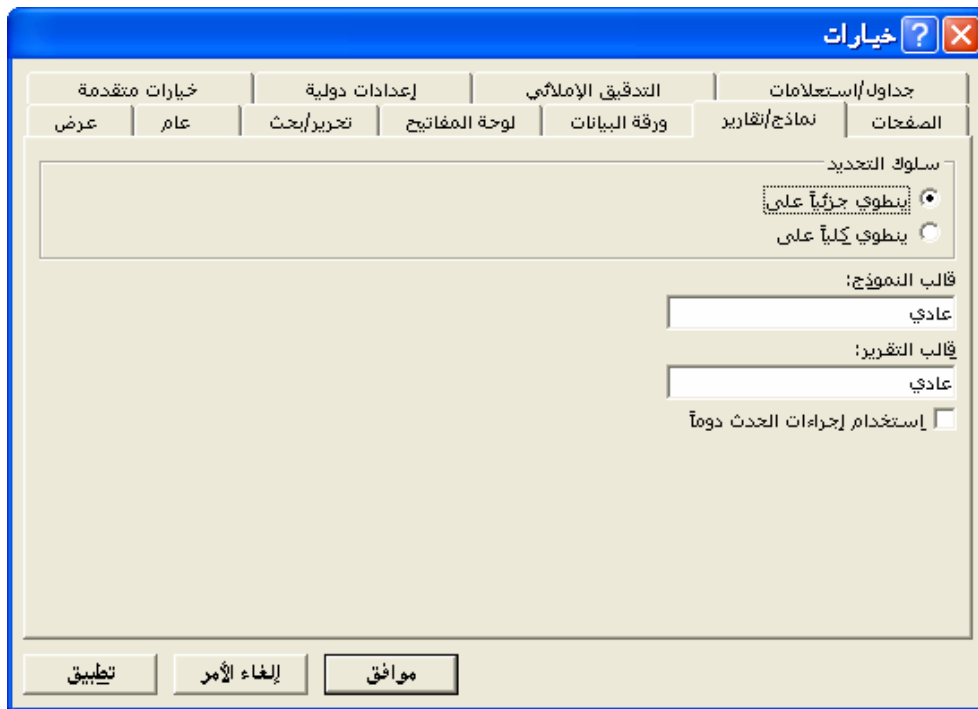 خيارات
جداول/استعلامات التدقيق الإملائي إعدادات دولية خيارات متقدمة
الصفحات نماذج/تقارير ورقة البيانات لوحة المفاتيح تحرير/بحث عام عرض
سلوك التحديد
ينطوي جزئياً على
ينطوي كلياً على
قالب النموذج:
عادي
قالب التقرير:
عادي
إستخدام إجراءات الحدث دوماً
موافق إلغاء الأمر تطبيق